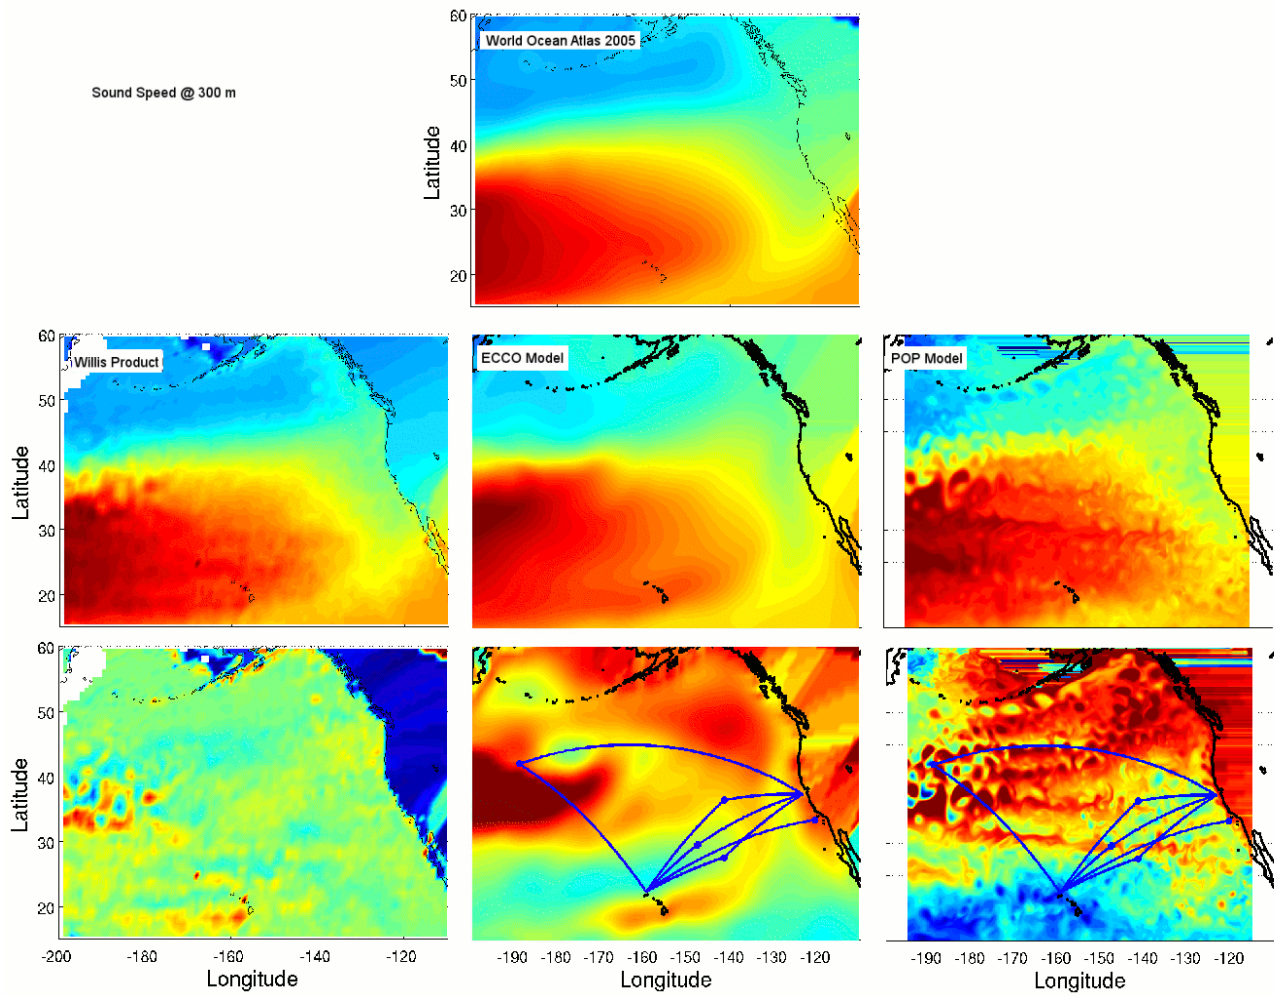 60
World Ocean Atlas 2005
Sound Speed @ 300 m
50
40
Latitude
30
20
60
Willis Product
ECCO Model
POP Model
50
40
Latitude
30
20
60
50
40
Latitude
30
20
-200 -180 -160 -140 -120
-190 -180 -170 -160 -150 -140 -130 -120
-190 -180 -170 -160 -150 -140 -130 -120
Longitude Longitude Longitude